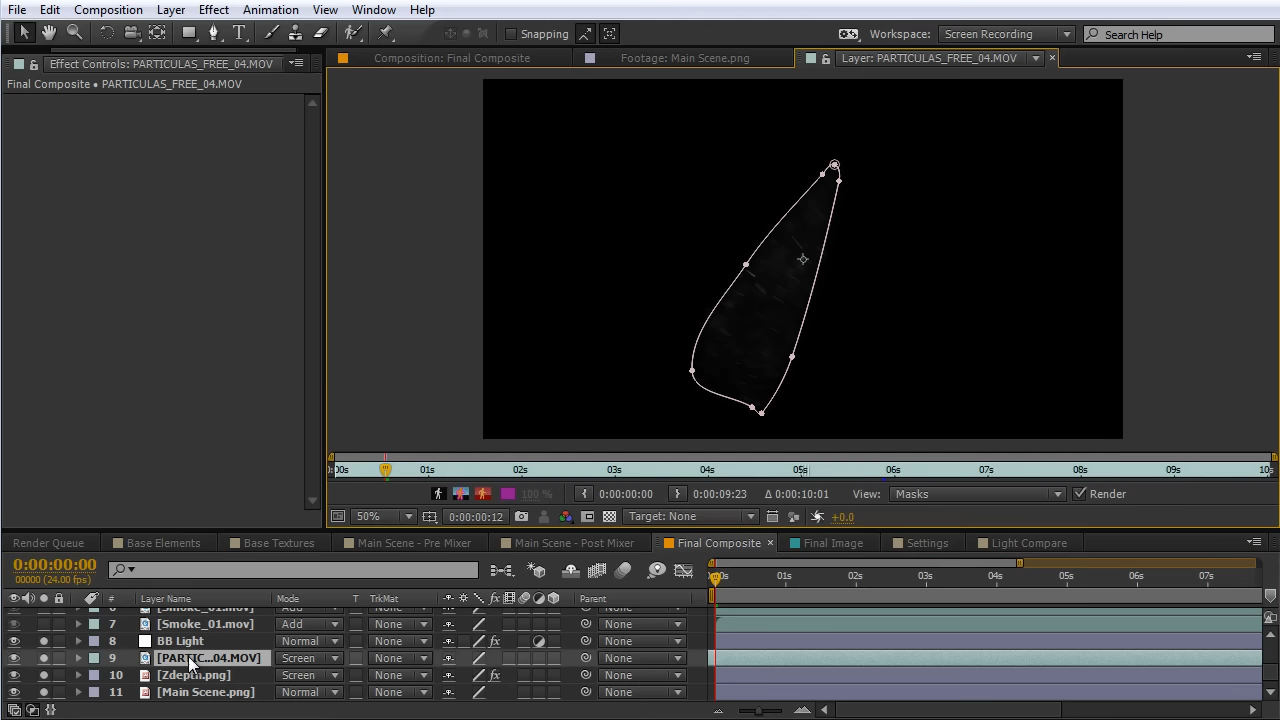 File Edit Composition Layer Effect Animation View Window Help
Snapping Workspace: Screen Recording Search Help
Effect Controls: PARTICULAS_FREE_04.MOV Composition: Final Composite Footage: Main Scene.png Layer: PARTICULAS_FREE_04.MOV
Final Composite • PARTICULAS_FREE_04.MOV
:00s 01s 02s 03s 04s 05s 06s 07s 08s 09s 10s
100 % 0:00:00:00 0:00:09:23 Δ 0:00:10:01 View: Masks Render
50% 0:00:00:12 Target: None +0.0
Render Queue Base Elements Base Textures Main Scene - Pre Mixer Main Scene - Post Mixer Final Composite Final Image Settings Light Compare
0:00:00:00
00000 (24.00 fps) 00s 01s 02s 03s 04s 05s 06s 07s
# Layer Name Mode T TrkMat fx Parent
6 [Smoke_01.mov] Add None None
7 [Smoke_01.mov] Add None None
8 BB Light Normal None fx None
9 [PARTIC...04.MOV] Screen None None
10 [Zdepth.png] Screen None fx None
11 [Main Scene.png] Normal None None